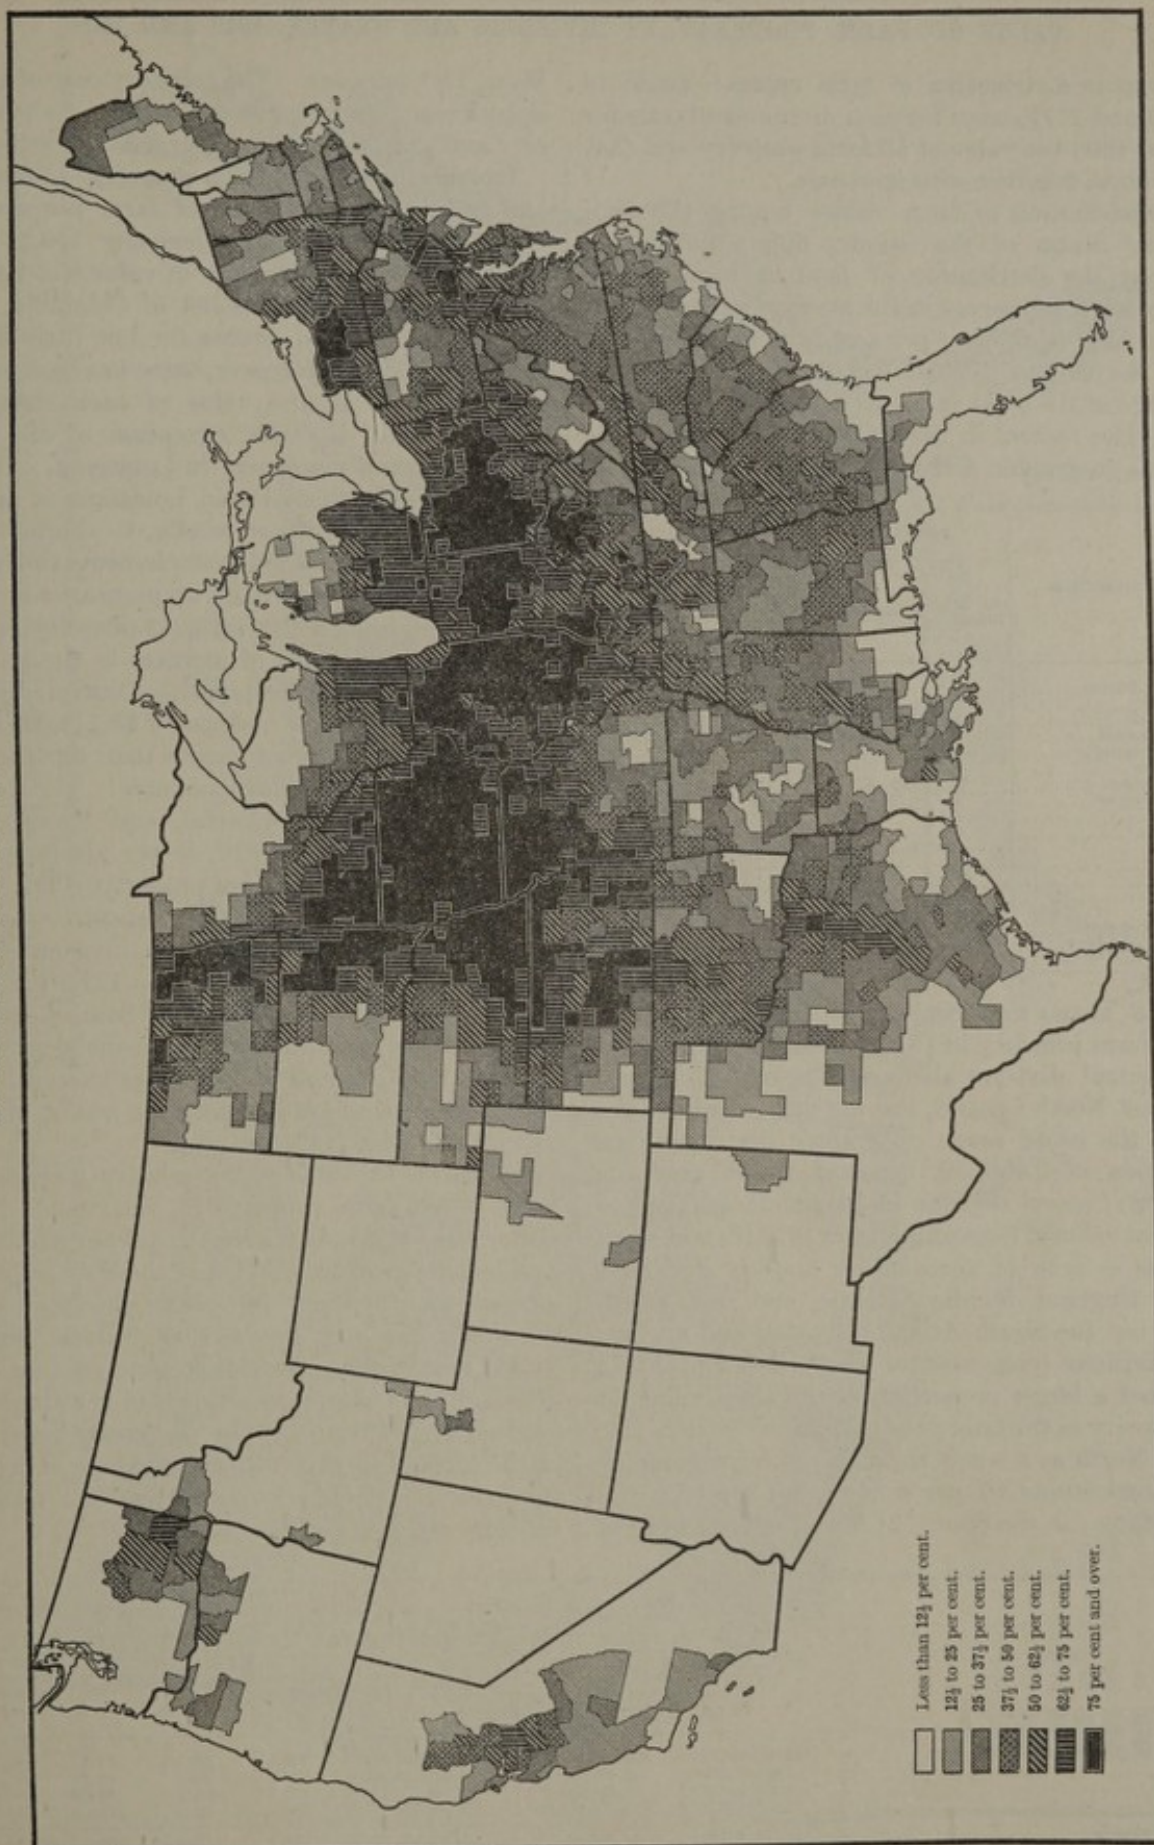 Less than 12½ per cent.
12½ to 25 per cent.
25 to 37½ per cent.
37½ to 50 per cent.
50 to 62½ per cent.
62½ to 75 per cent.
75 per cent and over.